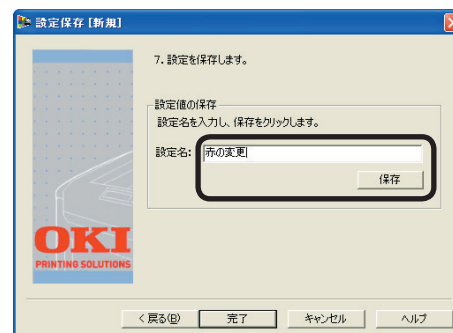 設定保存 [新規]
7. 設定を保存します。
設定値の保存
設定名を入力し、保存をクリックします。
設定名: 赤の変更
保存
OKI
PRINTING SOLUTIONS
< 戻る(B)
完了
キャンセル
ヘルプ